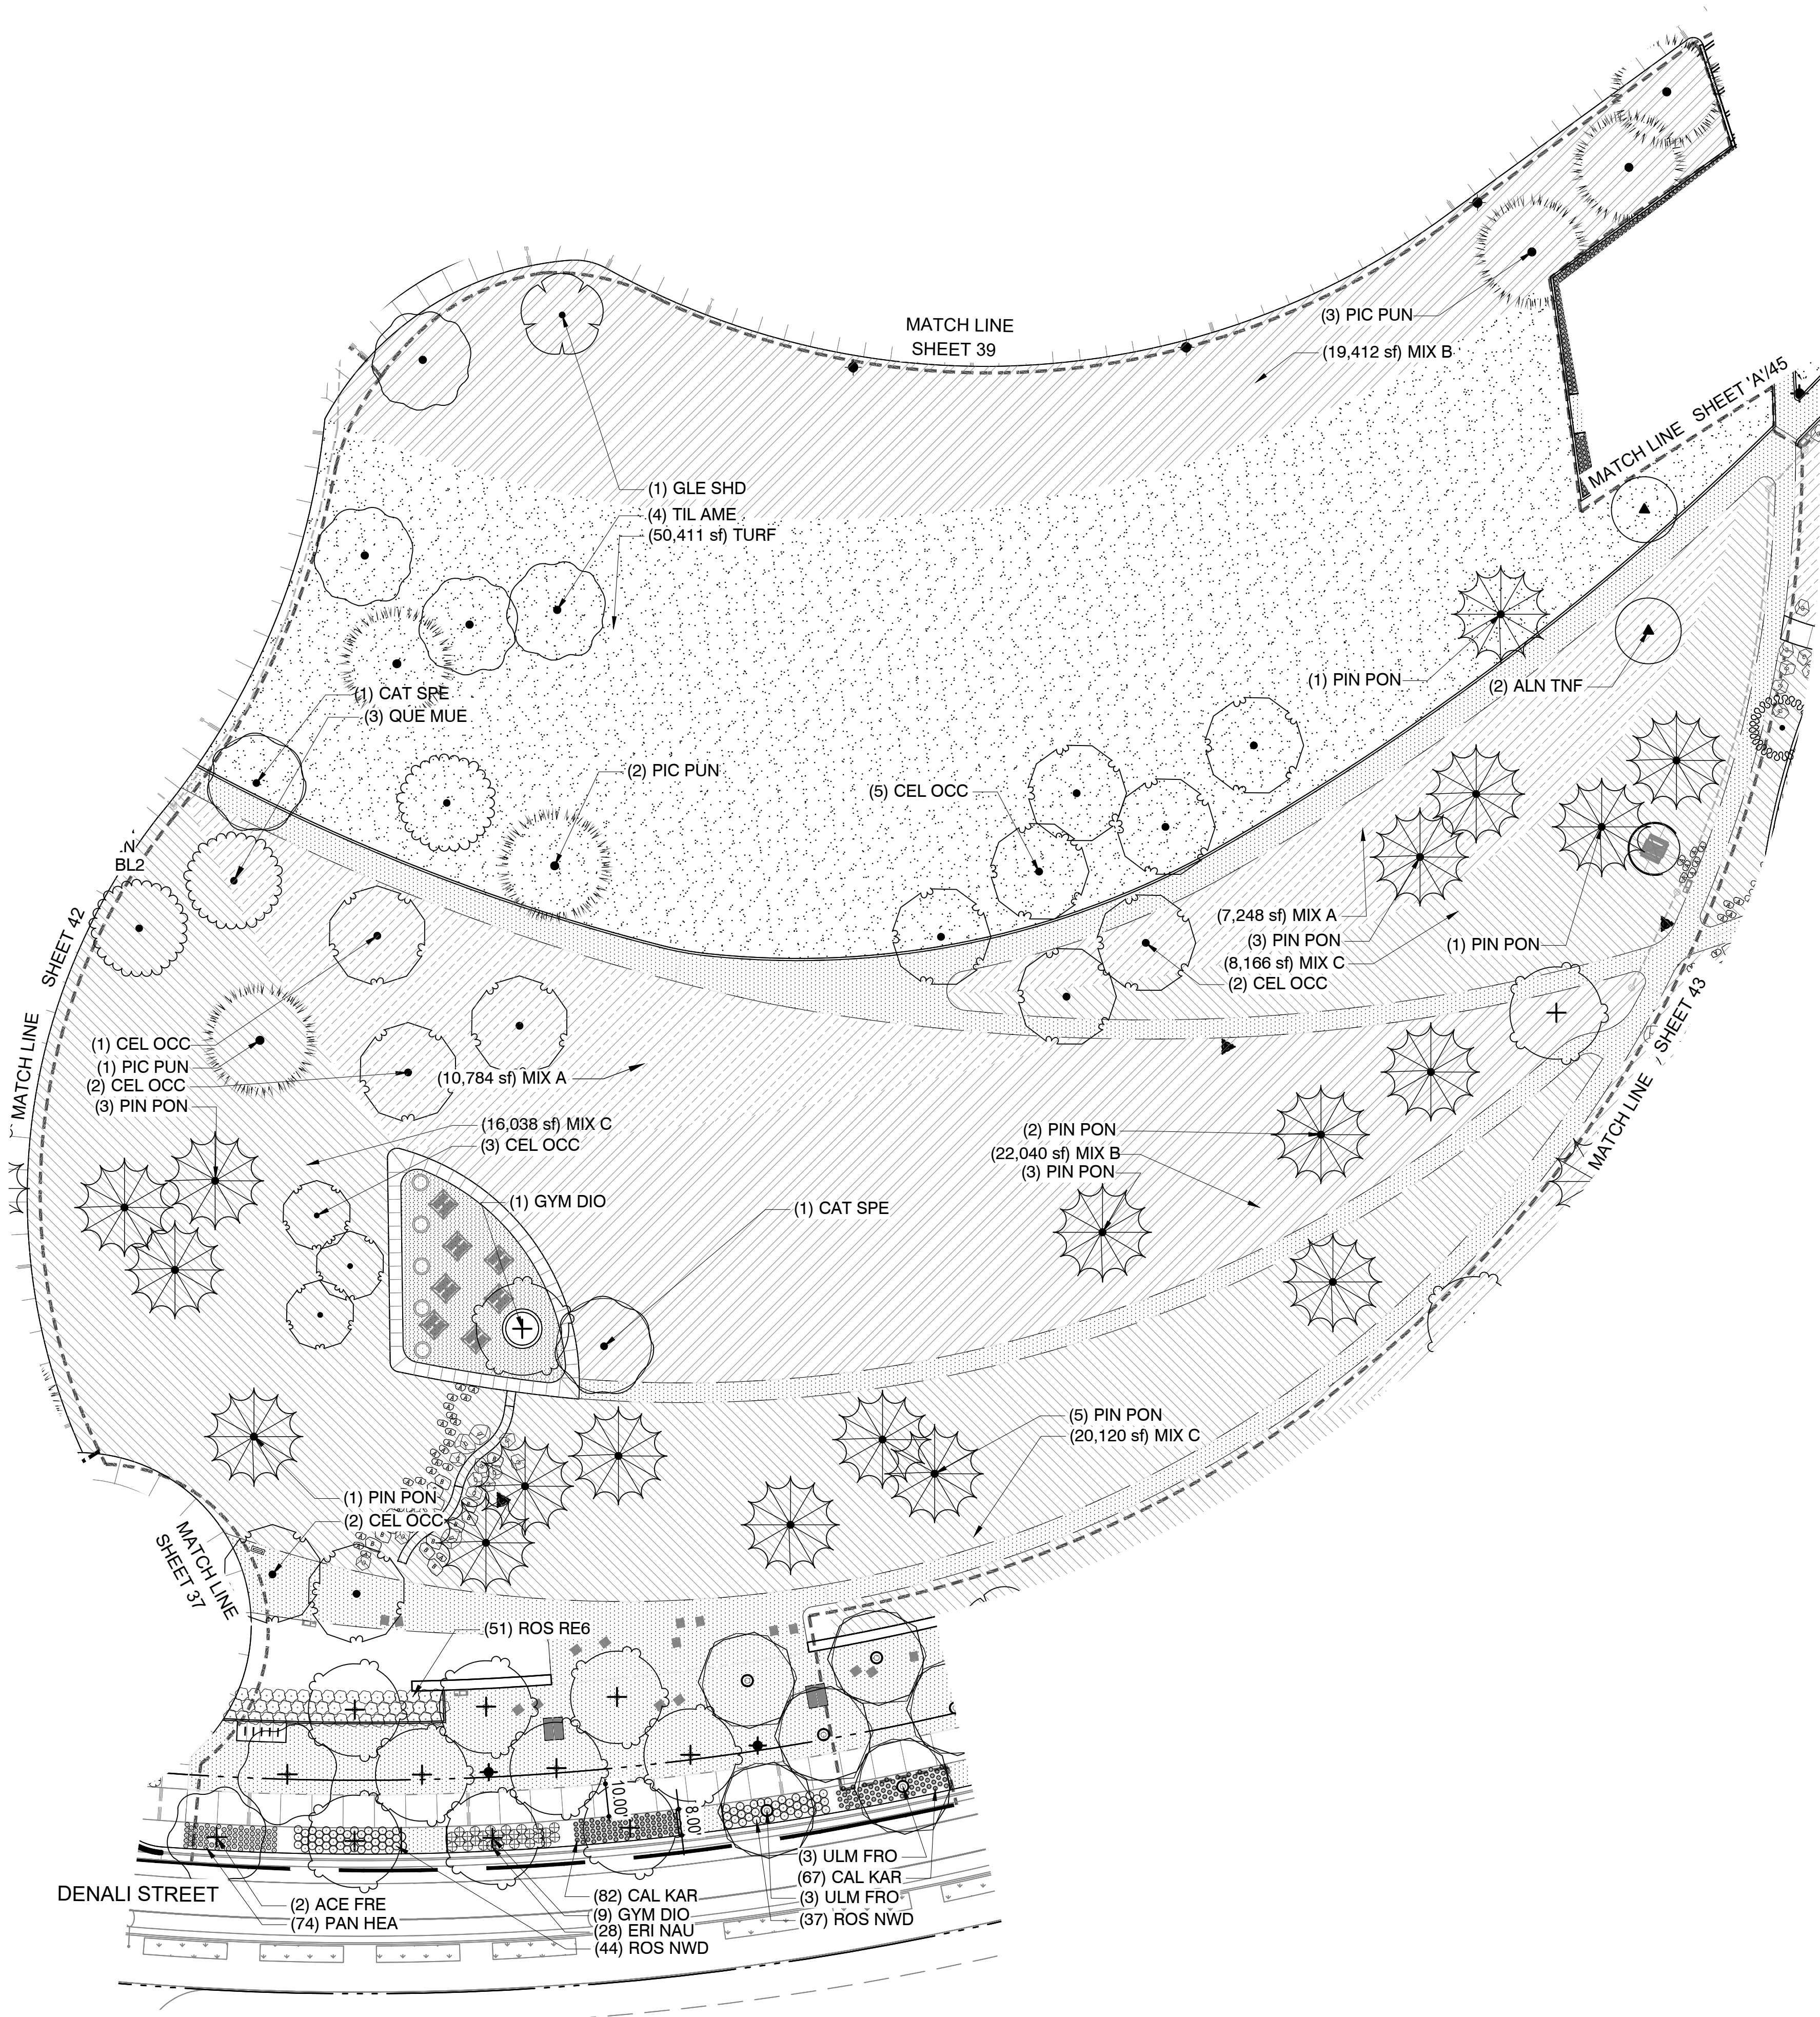 MATCH LINE
SHEET 39
(3) PIC PUN
(19,412 sf) MIX B
MATCH LINE SHEET 'A'/45
(1) GLE SHD
(4) TIL AME
(50,411 sf) TURF
(1) PIN PON
(2) ALN TNF
(1) CAT SPE
(3) QUE MUE
(2) PIC PUN
(5) CEL OCC
N
BL2
(7,248 sf) MIX A
(3) PIN PON
(8,166 sf) MIX C
(2) CEL OCC
(1) PIN PON
MATCH LINE SHEET 42
MATCH LINE SHEET 43
(1) CEL OCC
(1) PIC PUN
(2) CEL OCC
(3) PIN PON
(10,784 sf) MIX A
(16,038 sf) MIX C
(3) CEL OCC
(2) PIN PON
(22,040 sf) MIX B
(3) PIN PON
(1) GYM DIO
(1) CAT SPE
(5) PIN PON
(20,120 sf) MIX C
(1) PIN PON
(2) CEL OCC
MATCH LINE
SHEET 37
(51) ROS RE6
10.00'
8.00'
DENALI STREET
(2) ACE FRE
(74) PAN HEA
(82) CAL KAR
(9) GYM DIO
(28) ERI NAU
(44) ROS NWD
(3) ULM FRO
(67) CAL KAR
(3) ULM FRO
(37) ROS NWD